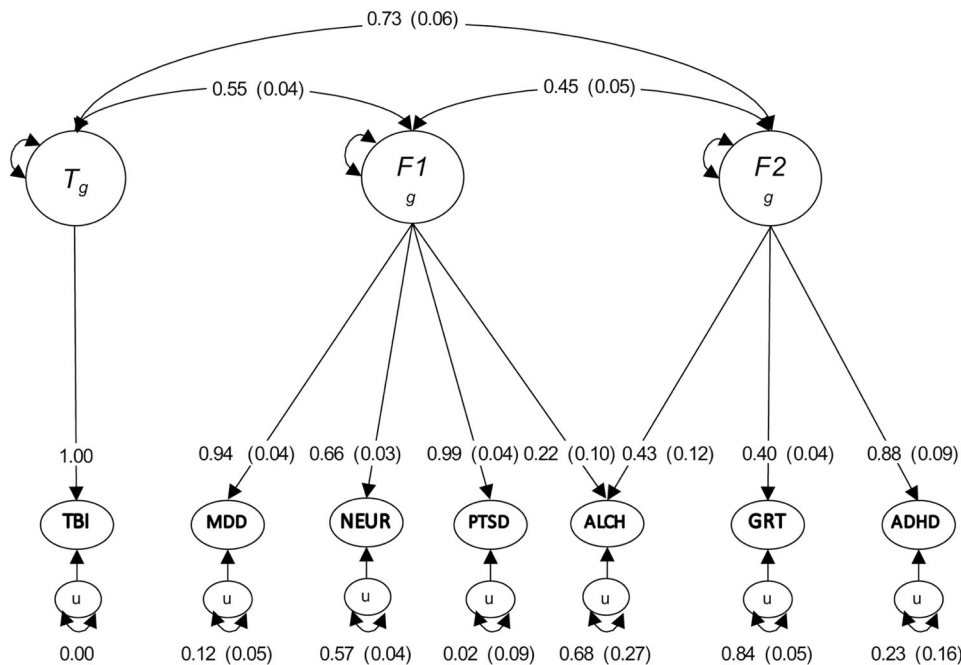 0.73 (0.06)
0.55 (0.04) 0.45 (0.05)
Tg F1 F2
g g
1.00 0.94 (0.04) 0.66 (0.03) 0.99 (0.04) 0.22 (0.10) 0.43 (0.12) 0.40 (0.04) 0.88 (0.09)
TBI MDD NEUR PTSD ALCH GRT ADHD
u u u u u u u
0.00 0.12 (0.05) 0.57 (0.04) 0.02 (0.09) 0.68 (0.27) 0.84 (0.05) 0.23 (0.16)